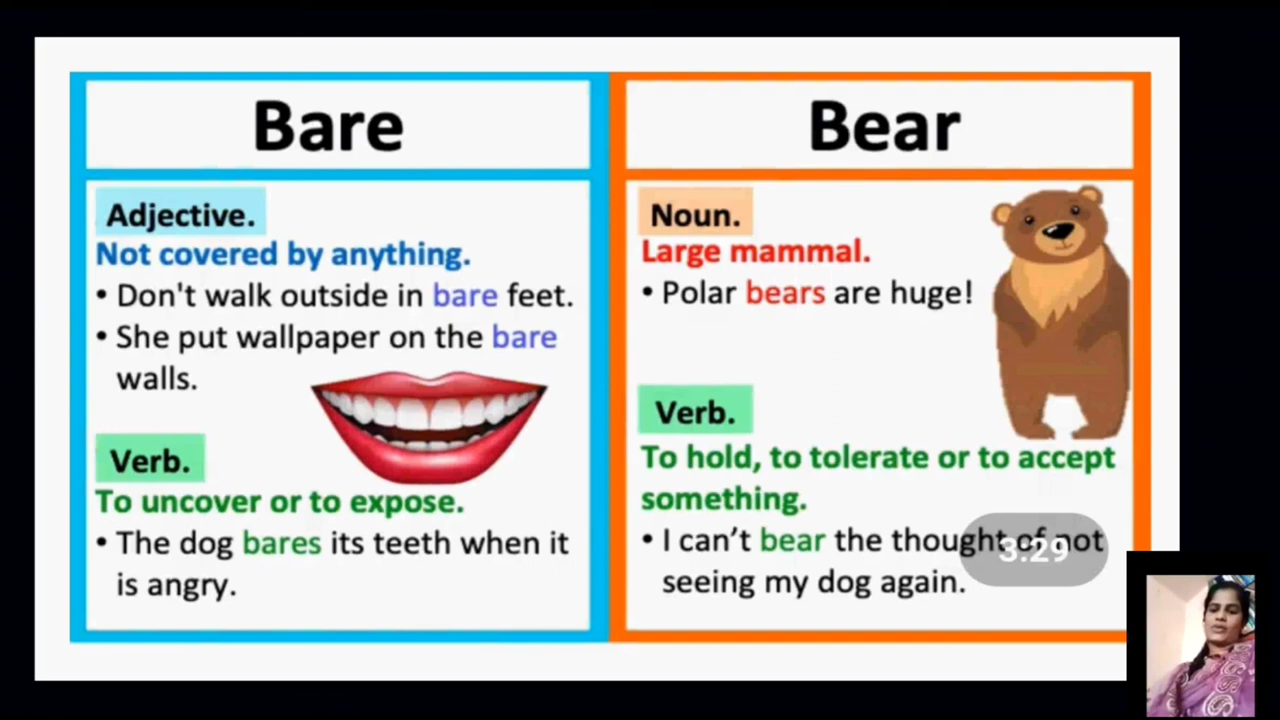 Bare
Adjective.
Not covered by anything.
• Don't walk outside in bare feet.
• She put wallpaper on the bare
walls.
Verb.
To uncover or to expose.
• The dog bares its teeth when it
is angry.
Bear
Noun.
Large mammal.
• Polar bears are huge!
Verb.
To hold, to tolerate or to accept
something.
• I can’t bear the thought of not
seeing my dog again.
3:29